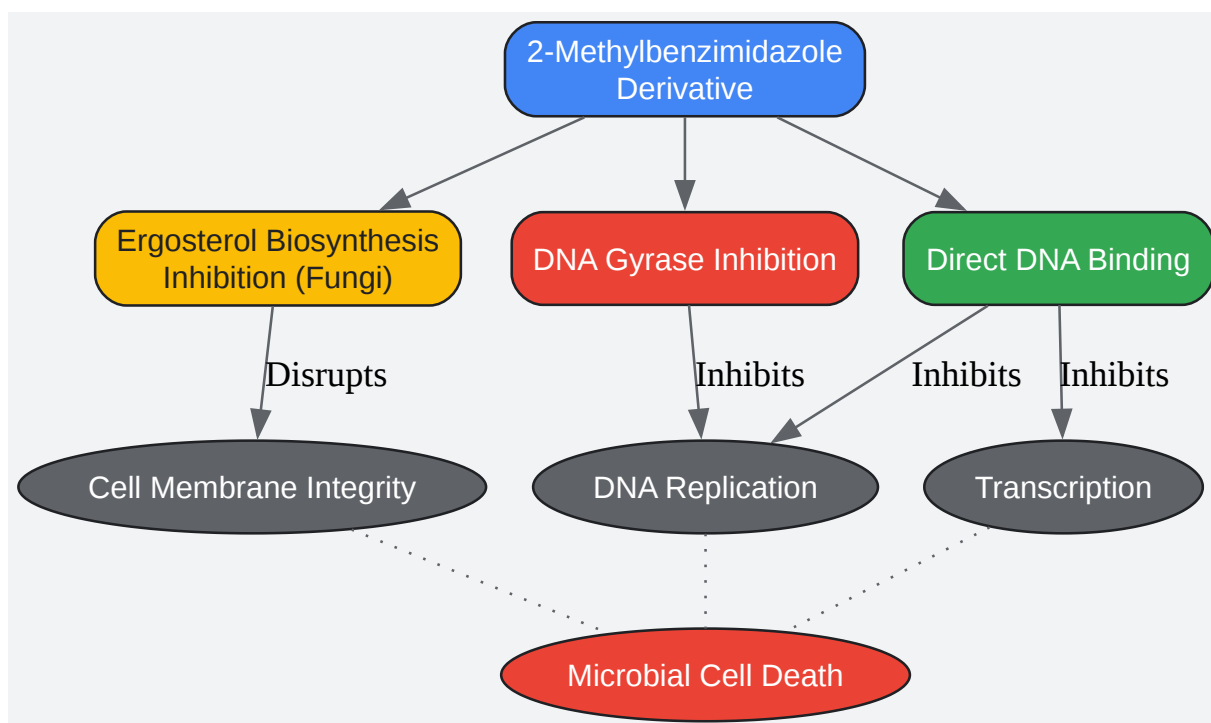 2-Methylbenzimidazole
Derivative
Ergosterol Biosynthesis
Inhibition (Fungi)
DNA Gyrase Inhibition
Direct DNA Binding
Disrupts
Inhibits
Inhibits
Inhibits
Cell Membrane Integrity
DNA Replication
Transcription
Microbial Cell Death